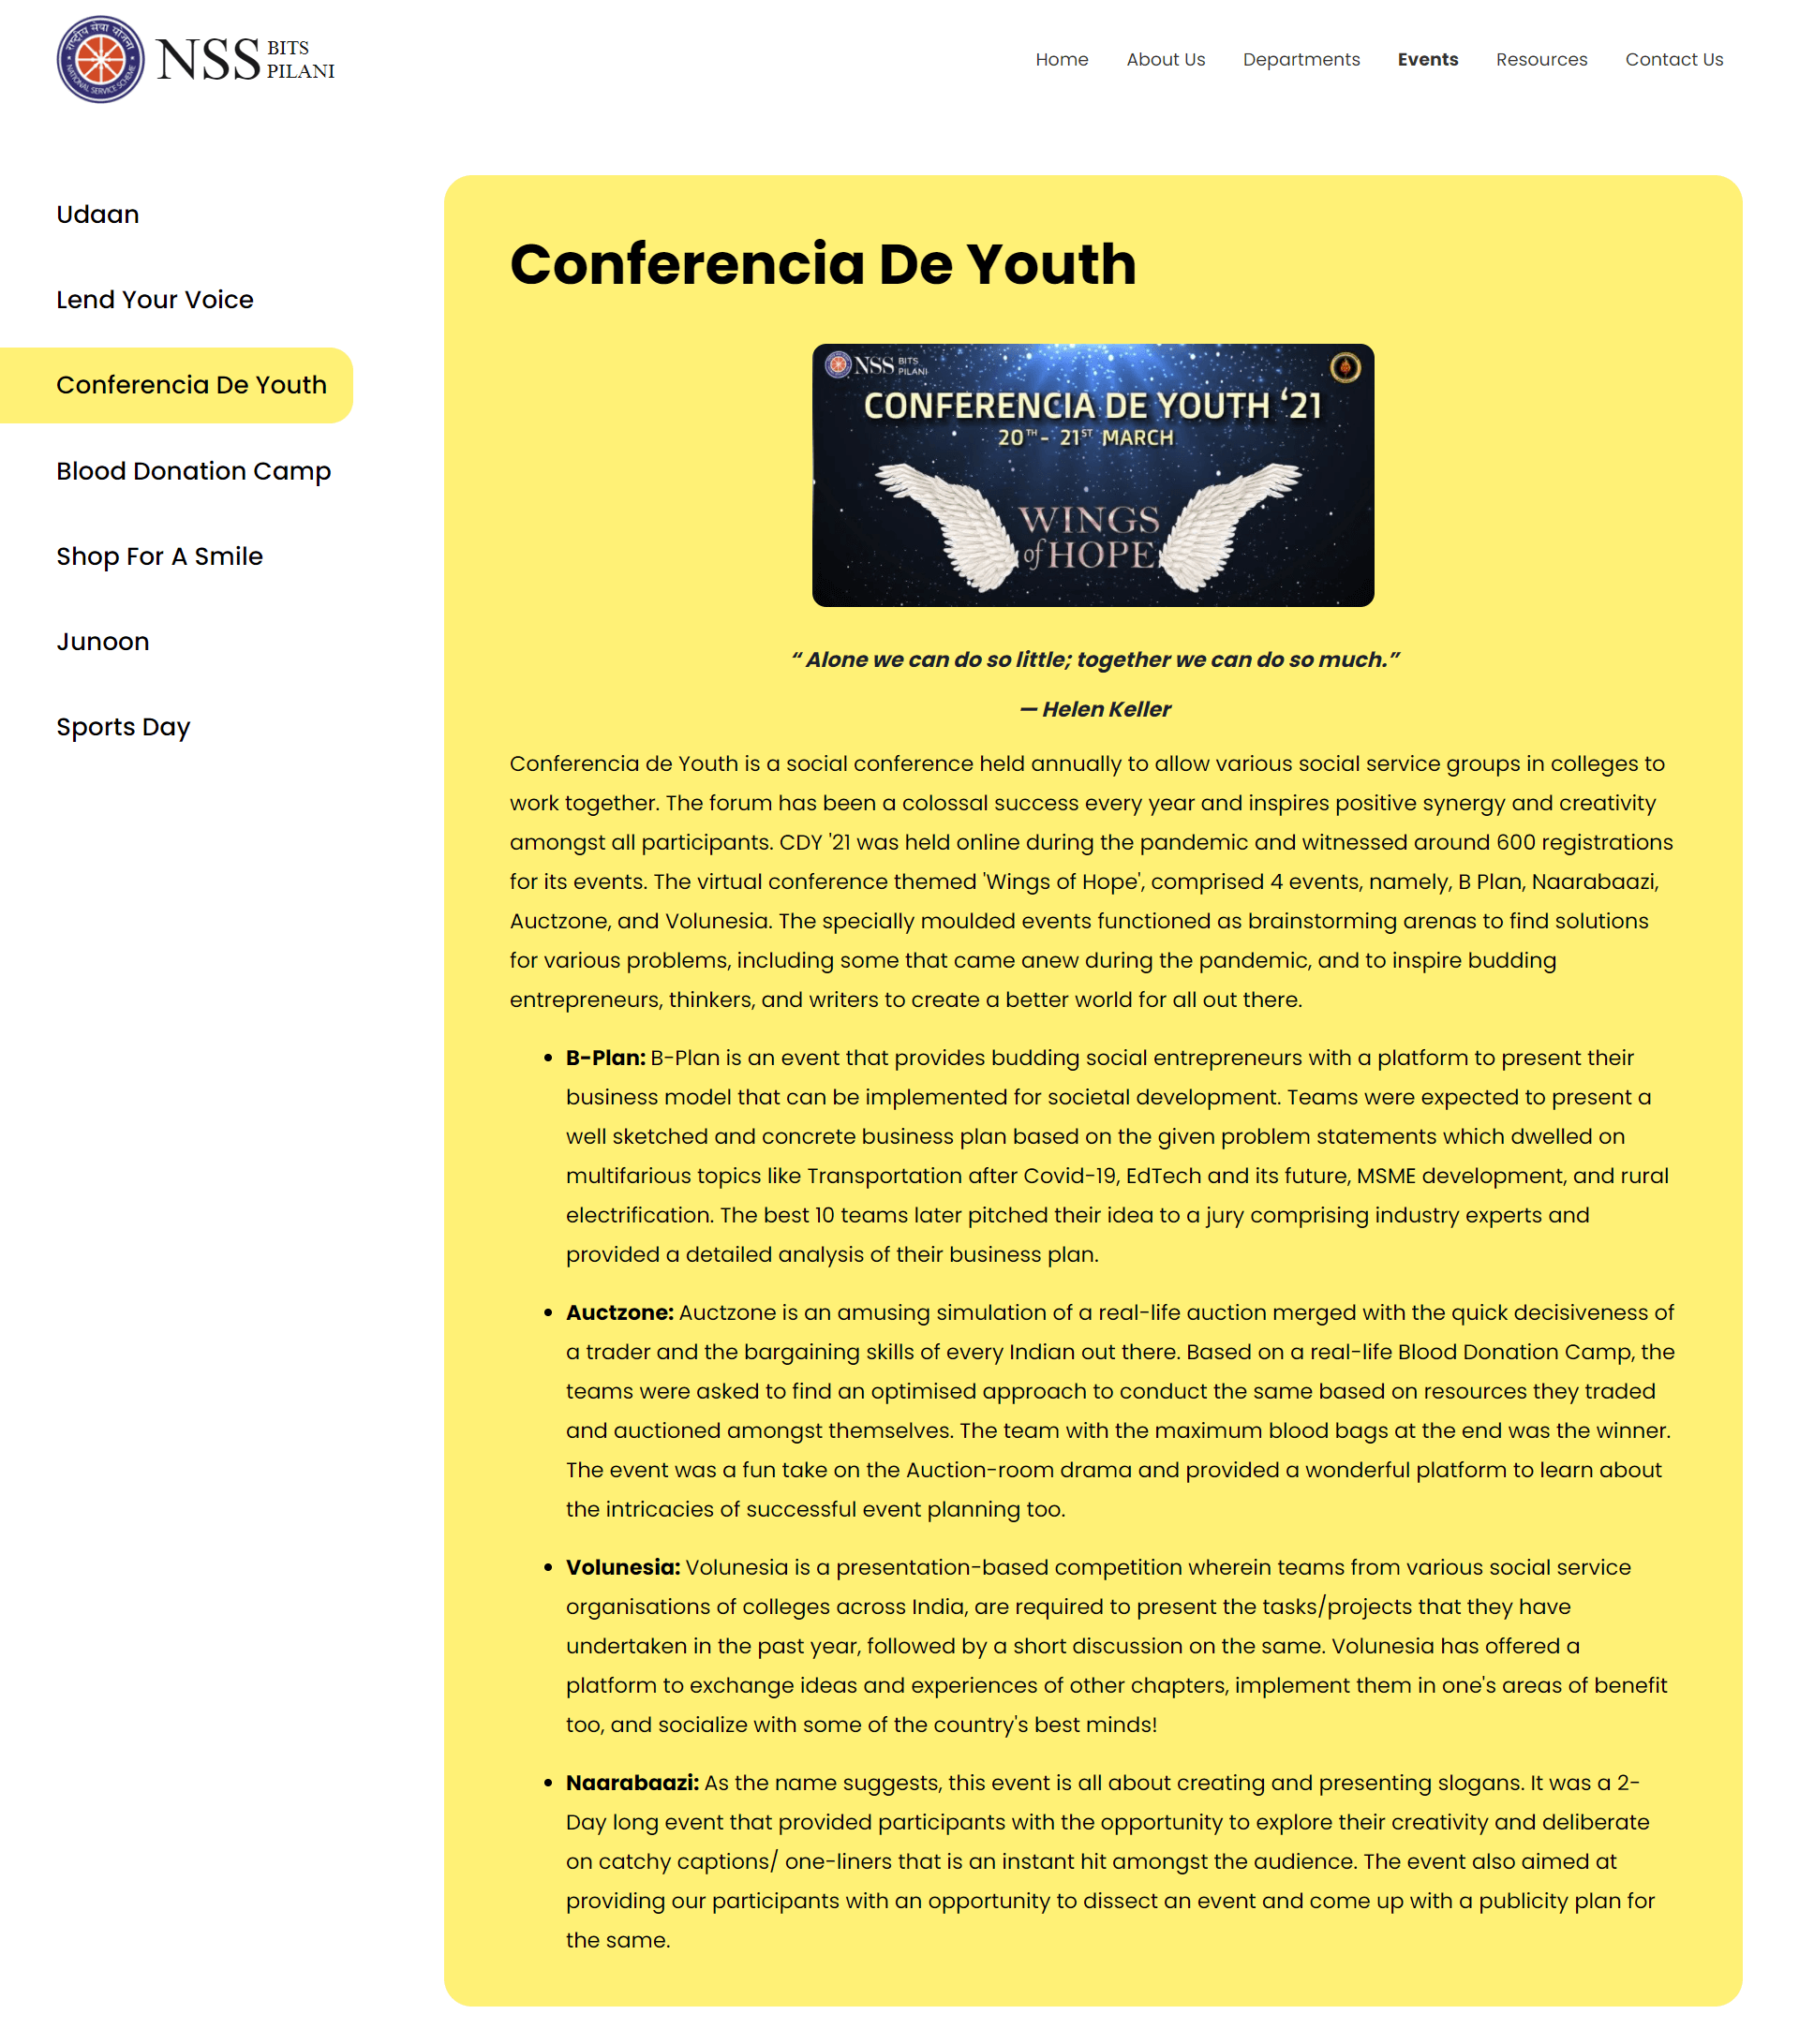 राष्ट्रीय सेवा योजना
NATIONAL SERVICE SCHEME
NSS BITS PILANI
Home About Us Departments Events Resources Contact Us
Udaan
Lend Your Voice
Conferencia De Youth
Blood Donation Camp
Shop For A Smile
Junoon
Sports Day
Conferencia De Youth
NSS BITS PILANI
CONFERENCIA DE YOUTH ‘21
20TH - 21ST MARCH
WINGS
of HOPE
“ Alone we can do so little; together we can do so much.”
— Helen Keller
Conferencia de Youth is a social conference held annually to allow various social service groups in colleges to
work together. The forum has been a colossal success every year and inspires positive synergy and creativity
amongst all participants. CDY '21 was held online during the pandemic and witnessed around 600 registrations
for its events. The virtual conference themed 'Wings of Hope', comprised 4 events, namely, B Plan, Naarabaazi,
Auctzone, and Volunesia. The specially moulded events functioned as brainstorming arenas to find solutions
for various problems, including some that came anew during the pandemic, and to inspire budding
entrepreneurs, thinkers, and writers to create a better world for all out there.
• B-Plan: B-Plan is an event that provides budding social entrepreneurs with a platform to present their
business model that can be implemented for societal development. Teams were expected to present a
well sketched and concrete business plan based on the given problem statements which dwelled on
multifarious topics like Transportation after Covid-19, EdTech and its future, MSME development, and rural
electrification. The best 10 teams later pitched their idea to a jury comprising industry experts and
provided a detailed analysis of their business plan.
• Auctzone: Auctzone is an amusing simulation of a real-life auction merged with the quick decisiveness of
a trader and the bargaining skills of every Indian out there. Based on a real-life Blood Donation Camp, the
teams were asked to find an optimised approach to conduct the same based on resources they traded
and auctioned amongst themselves. The team with the maximum blood bags at the end was the winner.
The event was a fun take on the Auction-room drama and provided a wonderful platform to learn about
the intricacies of successful event planning too.
• Volunesia: Volunesia is a presentation-based competition wherein teams from various social service
organisations of colleges across India, are required to present the tasks/projects that they have
undertaken in the past year, followed by a short discussion on the same. Volunesia has offered a
platform to exchange ideas and experiences of other chapters, implement them in one's areas of benefit
too, and socialize with some of the country's best minds!
• Naarabaazi: As the name suggests, this event is all about creating and presenting slogans. It was a 2-
Day long event that provided participants with the opportunity to explore their creativity and deliberate
on catchy captions/ one-liners that is an instant hit amongst the audience. The event also aimed at
providing our participants with an opportunity to dissect an event and come up with a publicity plan for
the same.